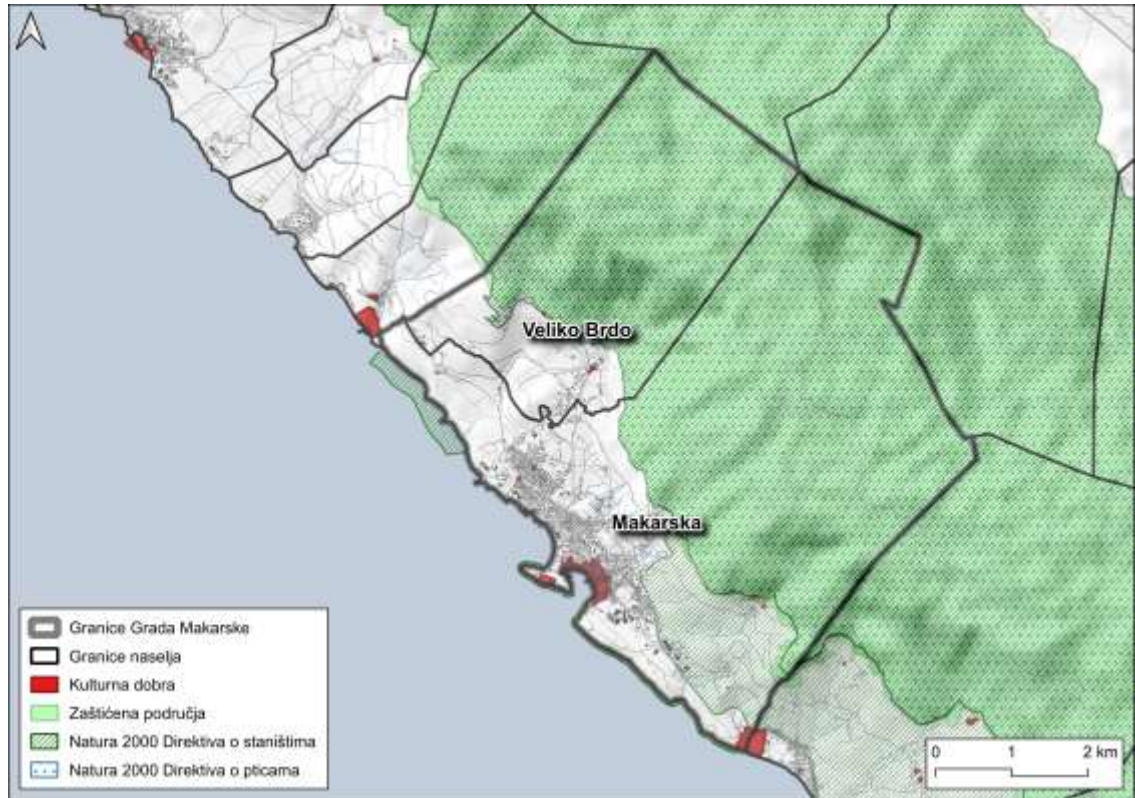 Veliko Brdo
Makarska
Granice Grada Makarske
Granice naselja
Kulturna dobra
Zaštićena područja
Natura 2000 Direktiva o staništima
Natura 2000 Direktiva o pticama
0 1 2 km